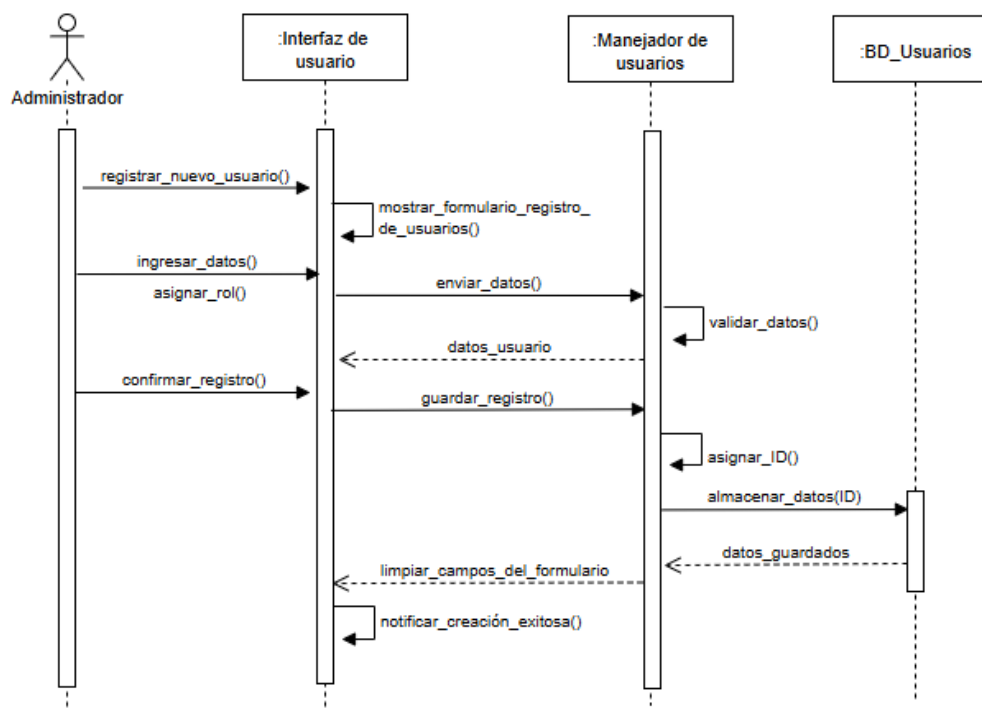 :Interfaz de
usuario
:Manejador de
usuarios
:BD_Usuarios
Administrador
registrar_nuevo_usuario()
mostrar_formulario_registro_
de_usuarios()
ingresar_datos()
asignar_rol()
enviar_datos()
validar_datos()
datos_usuario
confirmar_registro()
guardar_registro()
asignar_ID()
almacenar_datos(ID)
datos_guardados
limpiar_campos_del_formulario
notificar_creación_exitosa()